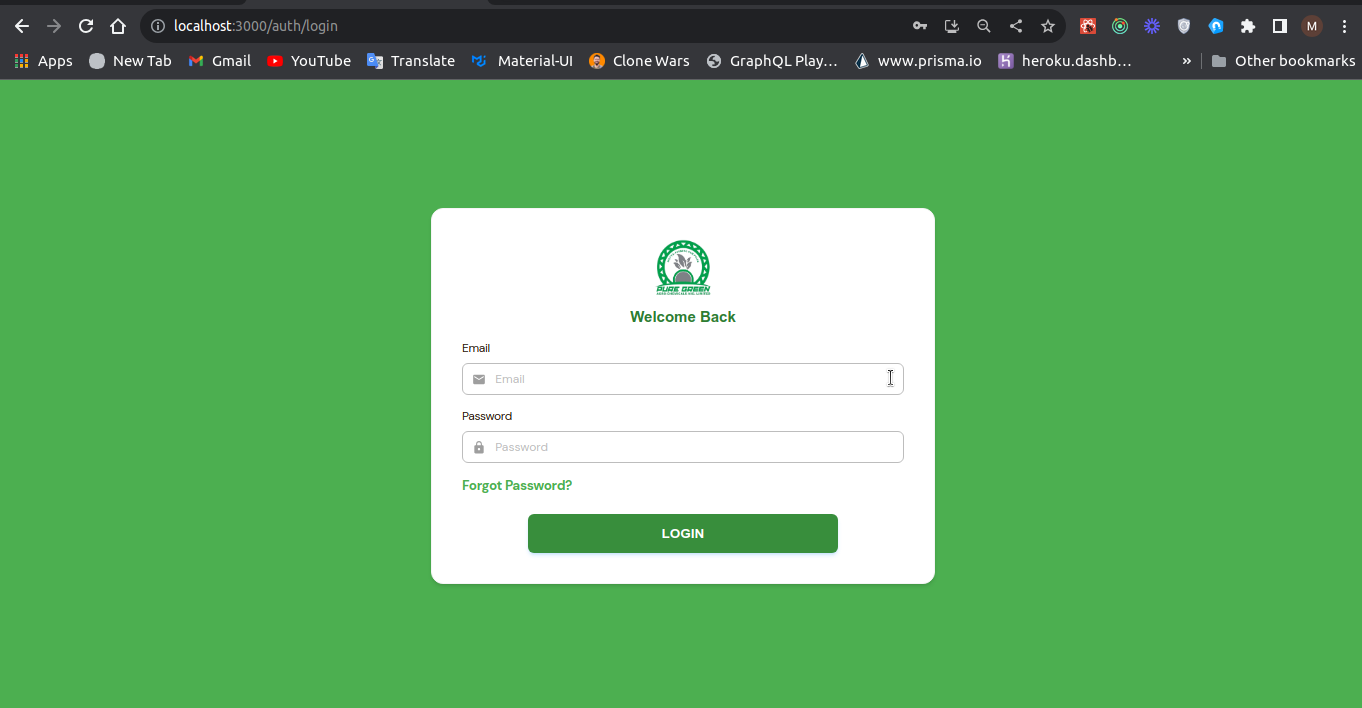 localhost:3000/auth/login
M
Apps New Tab Gmail YouTube Translate Material-UI Clone Wars GraphQL Play... www.prisma.io heroku.dashb... » Other bookmarks
PURE GREEN
Welcome Back
Email
Email
Password
Password
Forgot Password?
LOGIN